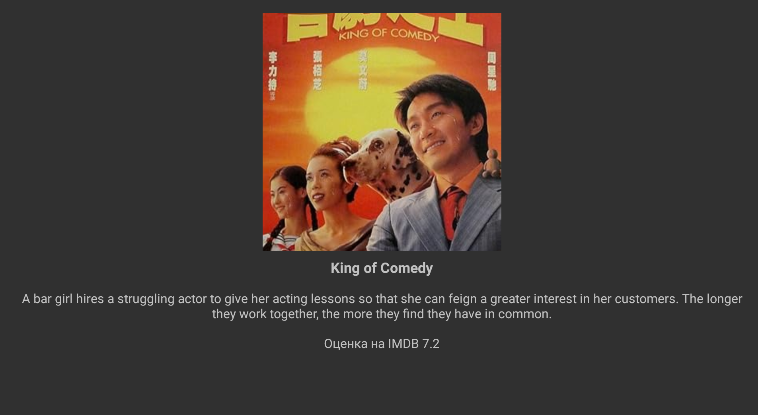 KING OF COMEDY
李力持
張栢芝
莫文蔚
周星馳
King of Comedy
A bar girl hires a struggling actor to give her acting lessons so that she can feign a greater interest in her customers. The longer
they work together, the more they find they have in common.
Оценка на IMDB 7.2